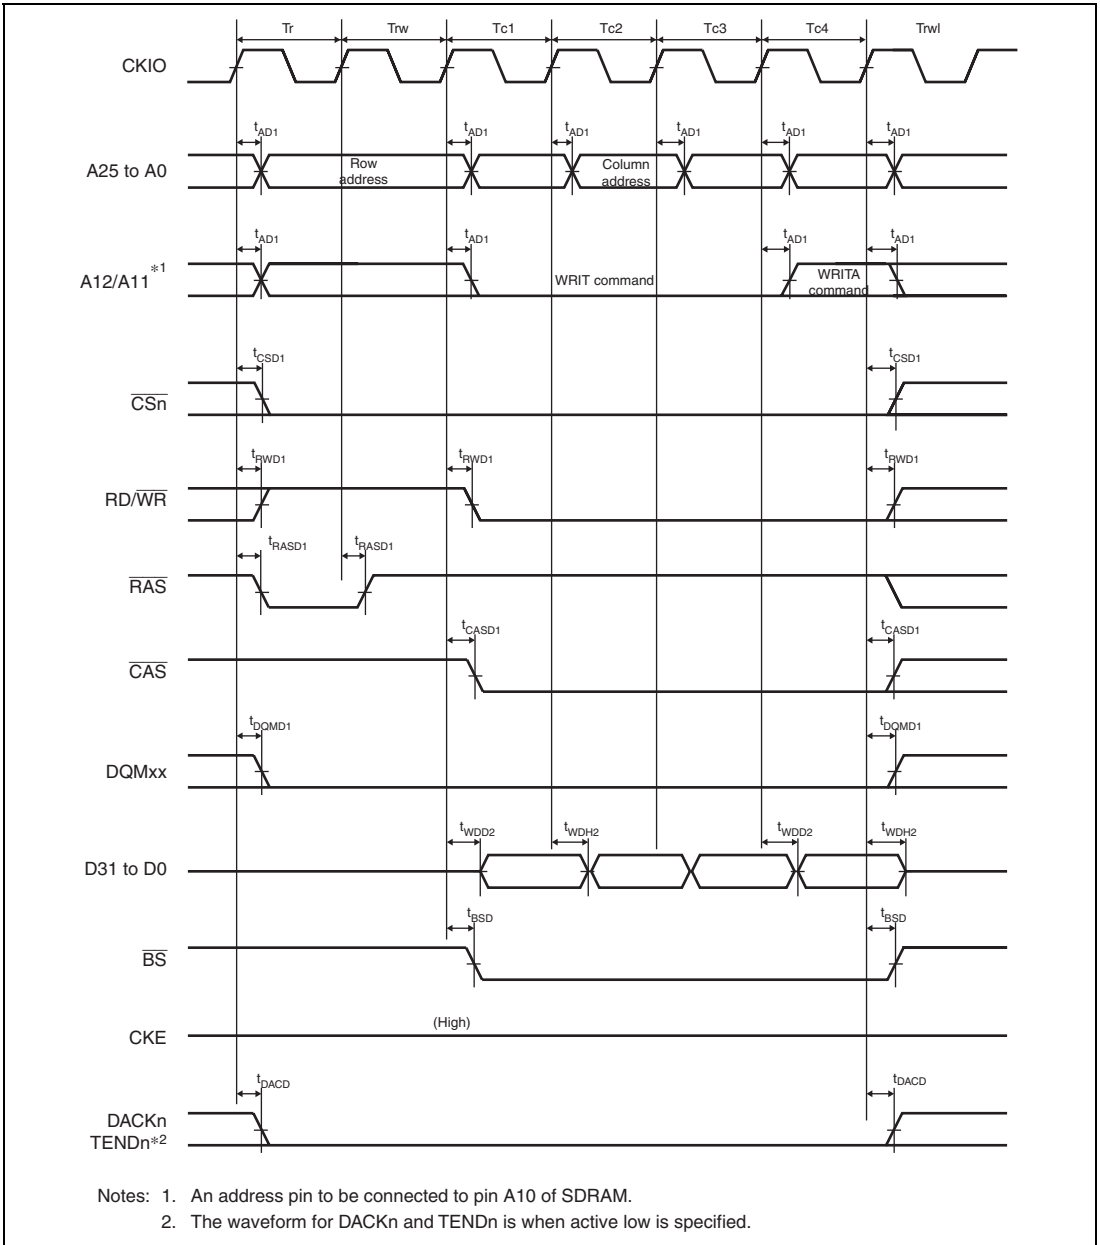 Tr Trw Tc1 Tc2 Tc3 Tc4 Trwl
CKIO
tAD1 tAD1 tAD1 tAD1 tAD1 tAD1
A25 to A0
Row
address
Column
address
tAD1 tAD1 tAD1 tAD1
A12/A11*1
WRIT command
WRITA
command
tCSD1 tCSD1
CSn
tRWD1 tRWD1 tRWD1
RD/WR
tRASD1 tRASD1
RAS
tCASD1 tCASD1
CAS
tDQMD1 tDQMD1
DQMxx
tWDD2 tWDH2 tWDD2 tWDH2
D31 to D0
tBSD tBSD
BS
(High)
CKE
tDACD tDACD
DACKn
TENDn*2
Notes: 1. An address pin to be connected to pin A10 of SDRAM.
2. The waveform for DACKn and TENDn is when active low is specified.